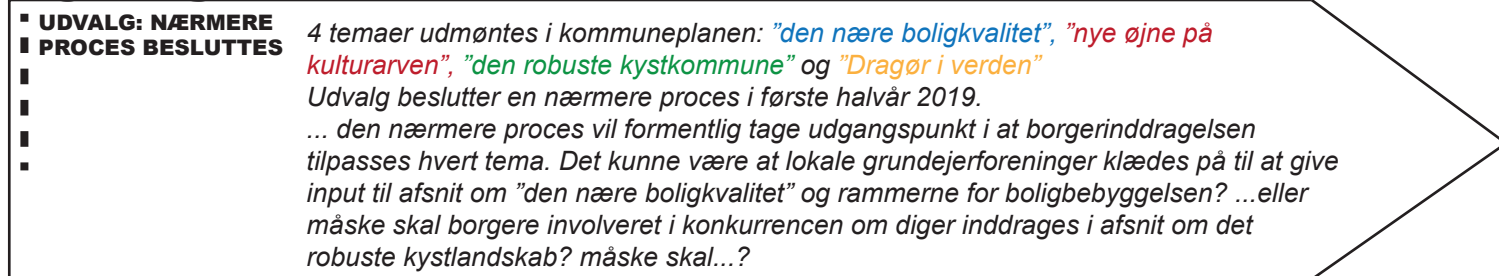 UDVALG: NÆRMERE
PROCES BESLUTTES
4 temaer udmøntes i kommuneplanen: ”den nære boligkvalitet”, ”nye øjne på
kulturarven”, ”den robuste kystkommune” og ”Dragør i verden”
Udvalg beslutter en nærmere proces i første halvår 2019.
... den nærmere proces vil formentlig tage udgangspunkt i at borgerinddragelsen
tilpasses hvert tema. Det kunne være at lokale grundejerforeninger klædes på til at give
input til afsnit om ”den nære boligkvalitet” og rammerne for boligbebyggelsen? ...eller
måske skal borgere involveret i konkurrencen om diger inddrages i afsnit om det
robuste kystlandskab? måske skal...?